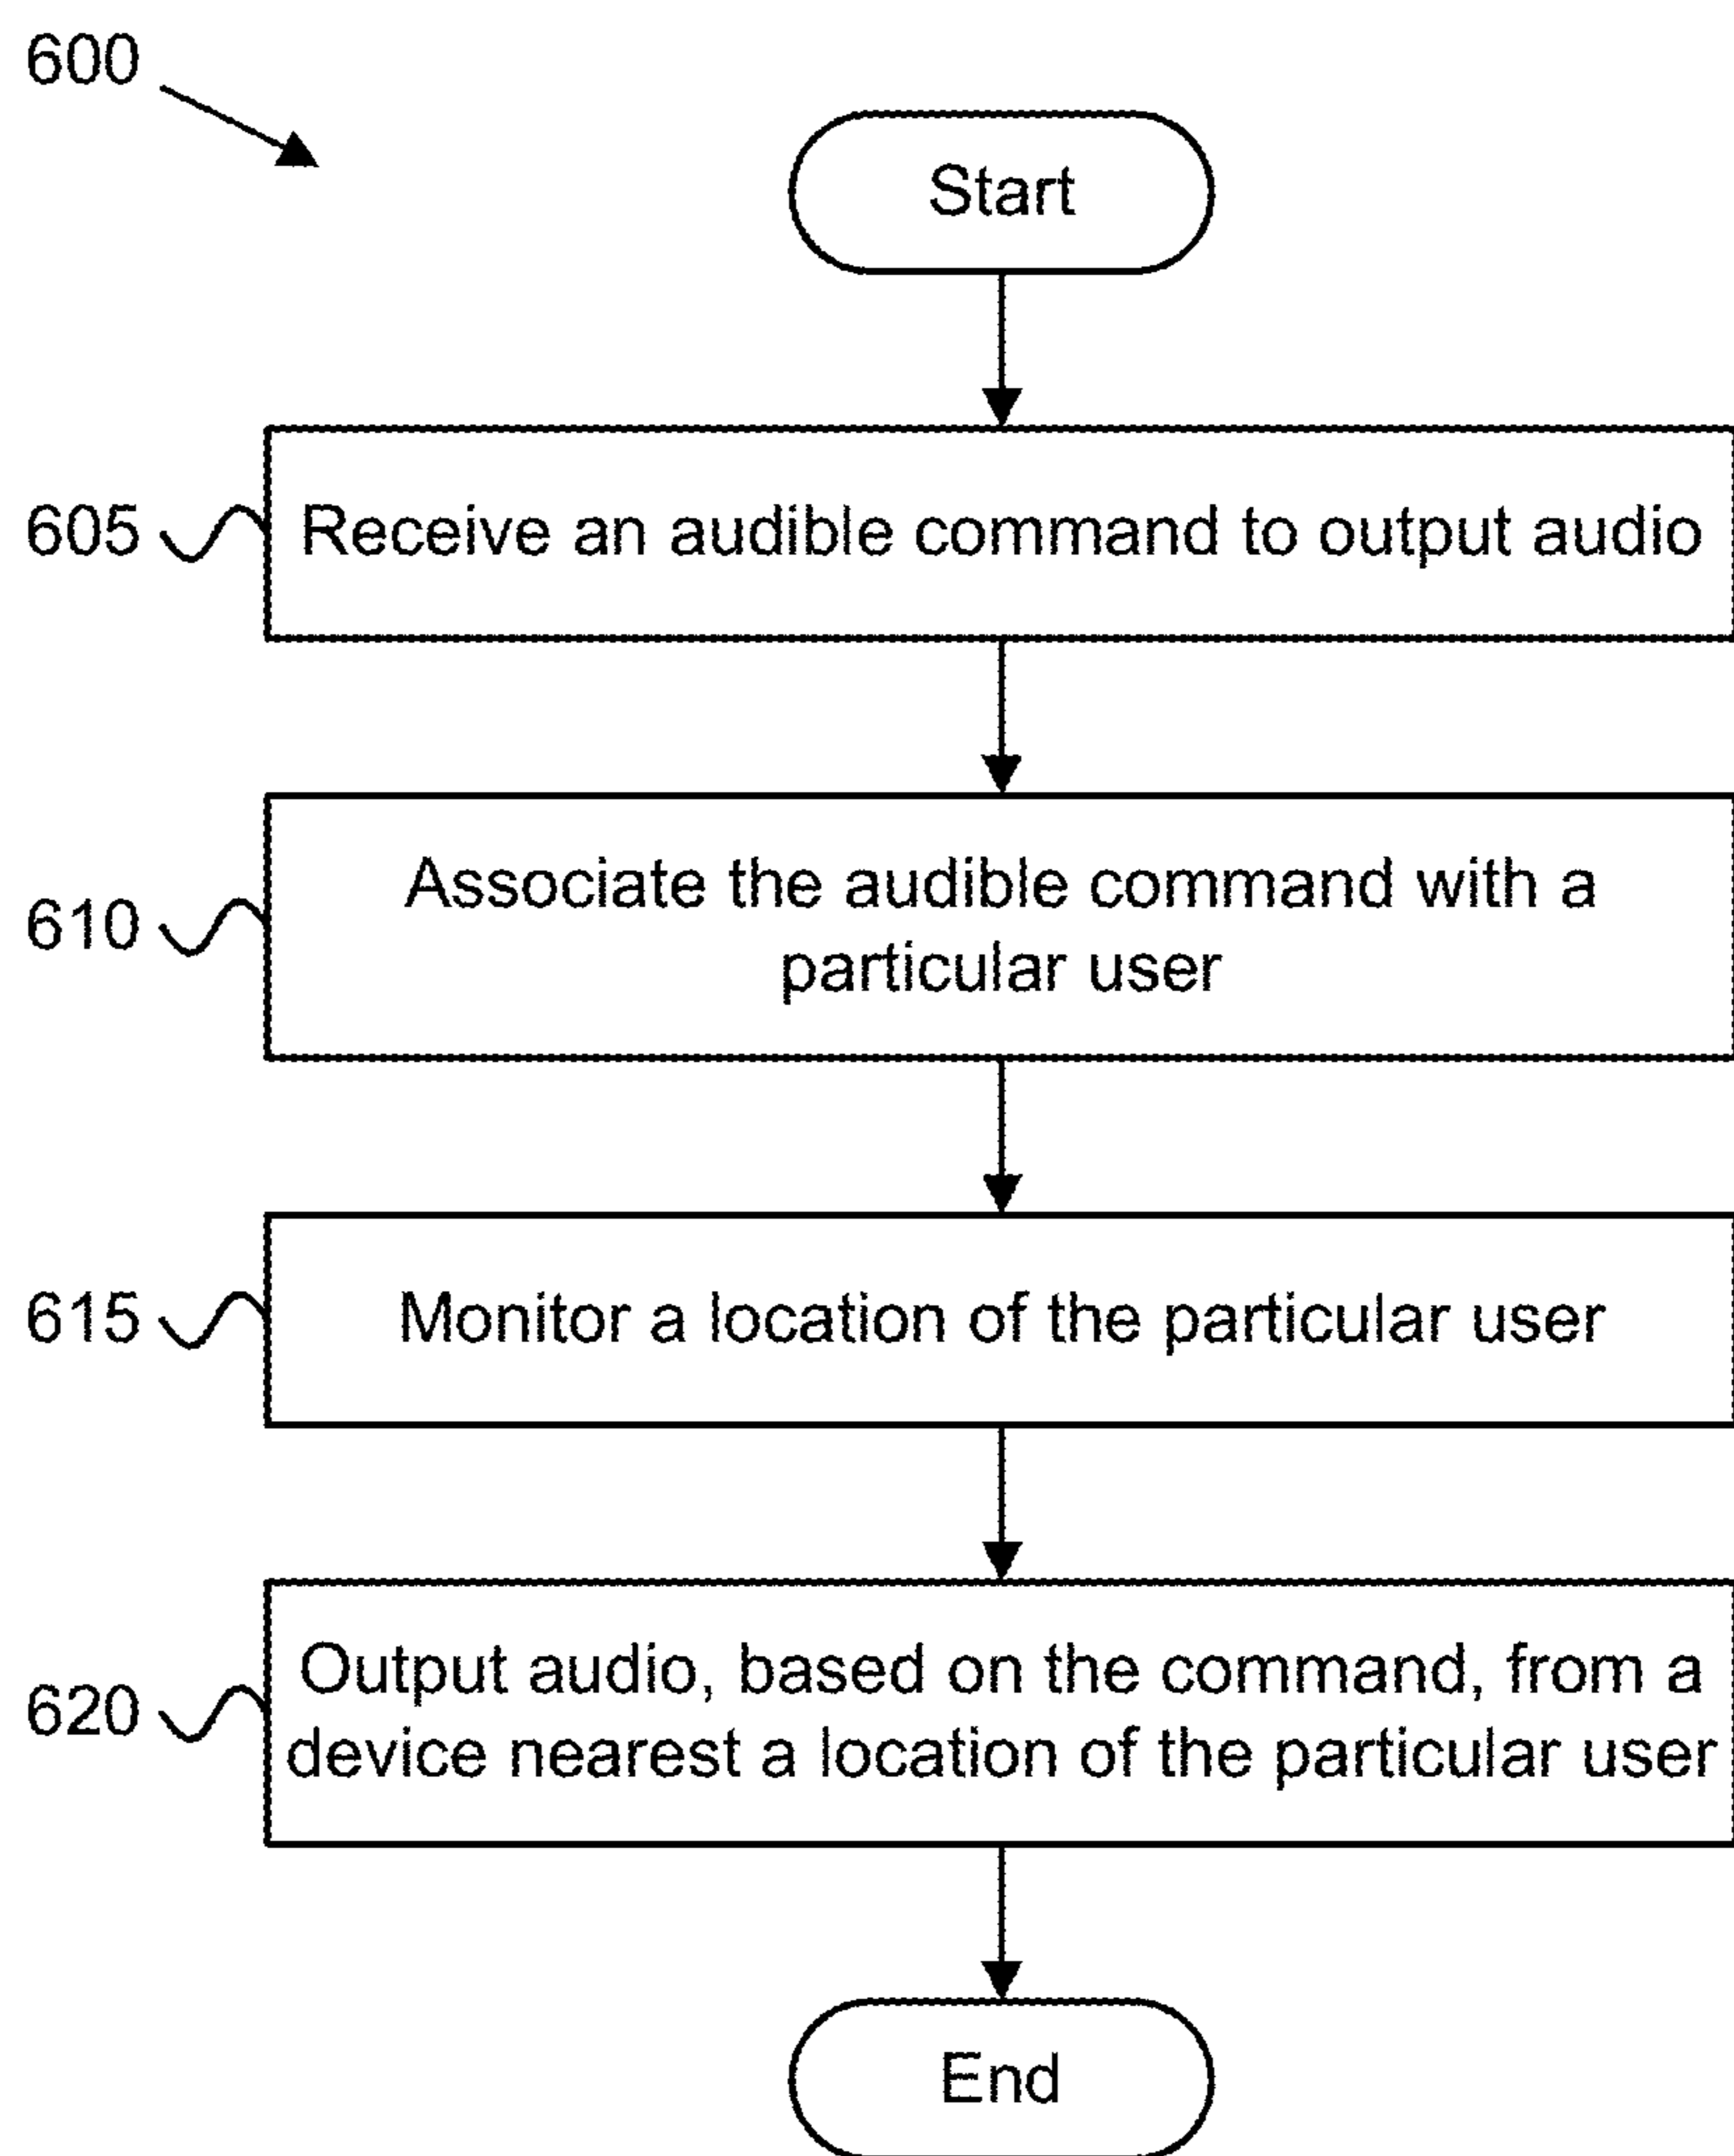 600
Start
605
Receive an audible command to output audio
610
Associate the audible command with a
particular user
615
Monitor a location of the particular user
620
Output audio, based on the command, from a
device nearest a location of the particular user
End